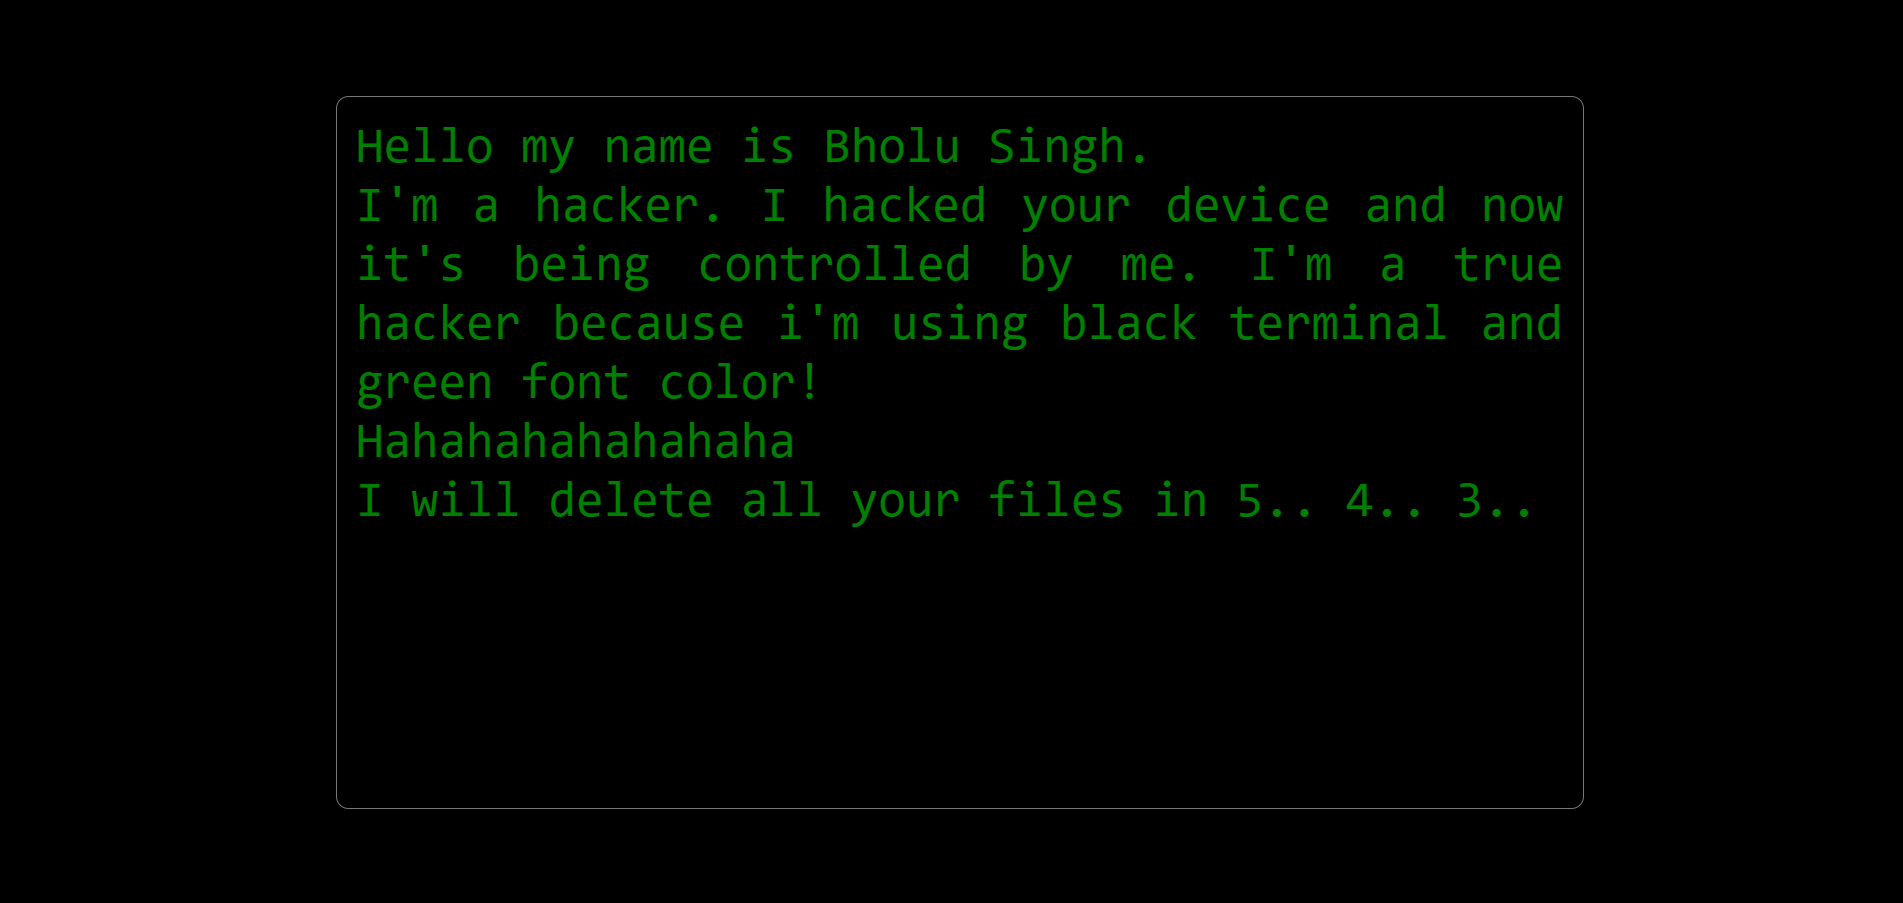 Hello my name is Bholu Singh.
I'm a hacker. I hacked your device and now
it's being controlled by me. I'm a true
hacker because i'm using black terminal and
green font color!
Hahahahahahahaha
I will delete all your files in 5.. 4.. 3..